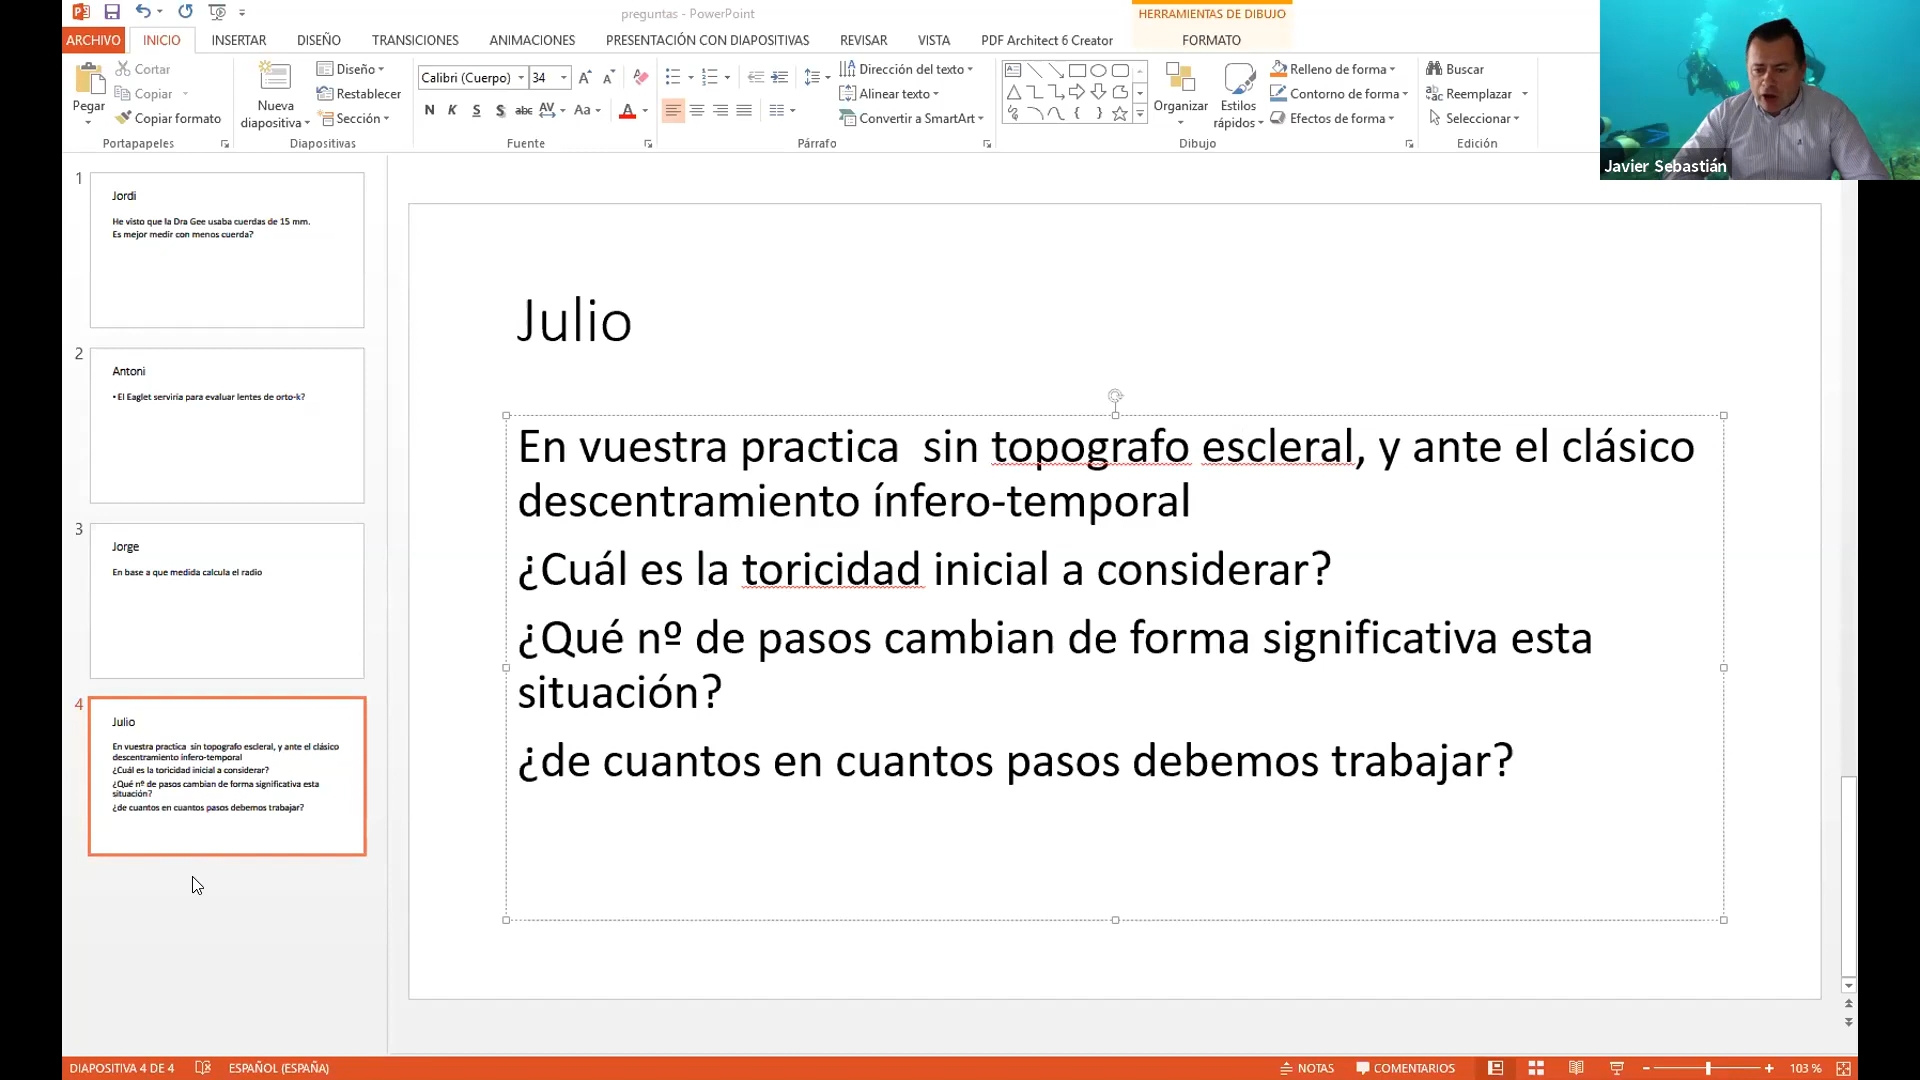 preguntas - PowerPoint
HERRAMIENTAS DE DIBUJO
ARCHIVO INICIO INSERTAR DISEÑO TRANSICIONES ANIMACIONES PRESENTACIÓN CON DIAPOSITIVAS REVISAR VISTA PDF Architect 6 Creator FORMATO
Pegar
Cortar
Copiar
Copiar formato
Portapapeles
Nueva
diapositiva
Diseño
Restablecer
Sección
Diapositivas
Calibri (Cuerpo) 34
N K S S abc AV Aa A
Fuente
Dirección del texto
Alinear texto
Convertir a SmartArt
Párrafo
Organizar
Estilos
rápidos
Relleno de forma
Contorno de forma
Efectos de forma
Dibujo
Buscar
Reemplazar
Seleccionar
Edición
Javier Sebastián
1
Jordi
He visto que la Dra Gee usaba cuerdas de 15 mm.
Es mejor medir con menos cuerda?
2
Antoni
• El Eaglet serviría para evaluar lentes de orto-k?
3
Jorge
En base a que medida calcula el radio
4
Julio
En vuestra practica sin topografo escleral, y ante el clásico
descentramiento ínfero-temporal
¿Cuál es la toricidad inicial a considerar?
¿Qué nº de pasos cambian de forma significativa esta
situación?
¿de cuantos en cuantos pasos debemos trabajar?
Julio
En vuestra practica sin topografo escleral, y ante el clásico
descentramiento ínfero-temporal
¿Cuál es la toricidad inicial a considerar?
¿Qué nº de pasos cambian de forma significativa esta
situación?
¿de cuantos en cuantos pasos debemos trabajar?
DIAPOSITIVA 4 DE 4 ESPAÑOL (ESPAÑA) NOTAS COMENTARIOS 103 %